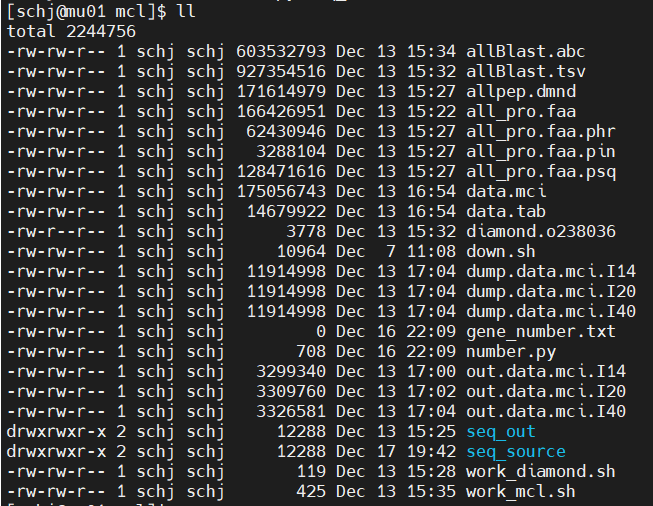 [schj@mu01 mcl]$ ll
total 2244756
-rw-rw-r-- 1 schj schj 603532793 Dec 13 15:34 allBlast.abc
-rw-rw-r-- 1 schj schj 927354516 Dec 13 15:32 allBlast.tsv
-rw-rw-r-- 1 schj schj 171614979 Dec 13 15:27 allpep.dmnd
-rw-rw-r-- 1 schj schj 166426951 Dec 13 15:22 all_pro.faa
-rw-rw-r-- 1 schj schj  62430946 Dec 13 15:27 all_pro.faa.phr
-rw-rw-r-- 1 schj schj   3288104 Dec 13 15:27 all_pro.faa.pin
-rw-rw-r-- 1 schj schj 128471616 Dec 13 15:27 all_pro.faa.psq
-rw-rw-r-- 1 schj schj 175056743 Dec 13 16:54 data.mci
-rw-rw-r-- 1 schj schj  14679922 Dec 13 16:54 data.tab
-rw-r--r-- 1 schj schj      3778 Dec 13 15:32 diamond.o238036
-rw-rw-r-- 1 schj schj     10964 Dec  7 11:08 down.sh
-rw-rw-r-- 1 schj schj  11914998 Dec 13 17:04 dump.data.mci.I14
-rw-rw-r-- 1 schj schj  11914998 Dec 13 17:04 dump.data.mci.I20
-rw-rw-r-- 1 schj schj  11914998 Dec 13 17:04 dump.data.mci.I40
-rw-rw-r-- 1 schj schj         0 Dec 16 22:09 gene_number.txt
-rw-rw-r-- 1 schj schj       708 Dec 16 22:09 number.py
-rw-rw-r-- 1 schj schj   3299340 Dec 13 17:00 out.data.mci.I14
-rw-rw-r-- 1 schj schj   3309760 Dec 13 17:02 out.data.mci.I20
-rw-rw-r-- 1 schj schj   3326581 Dec 13 17:04 out.data.mci.I40
drwxrwxr-x 2 schj schj     12288 Dec 13 15:25 seq_out
drwxrwxr-x 2 schj schj     12288 Dec 17 19:42 seq_source
-rw-rw-r-- 1 schj schj       119 Dec 13 15:28 work_diamond.sh
-rw-rw-r-- 1 schj schj       425 Dec 13 15:35 work_mcl.sh